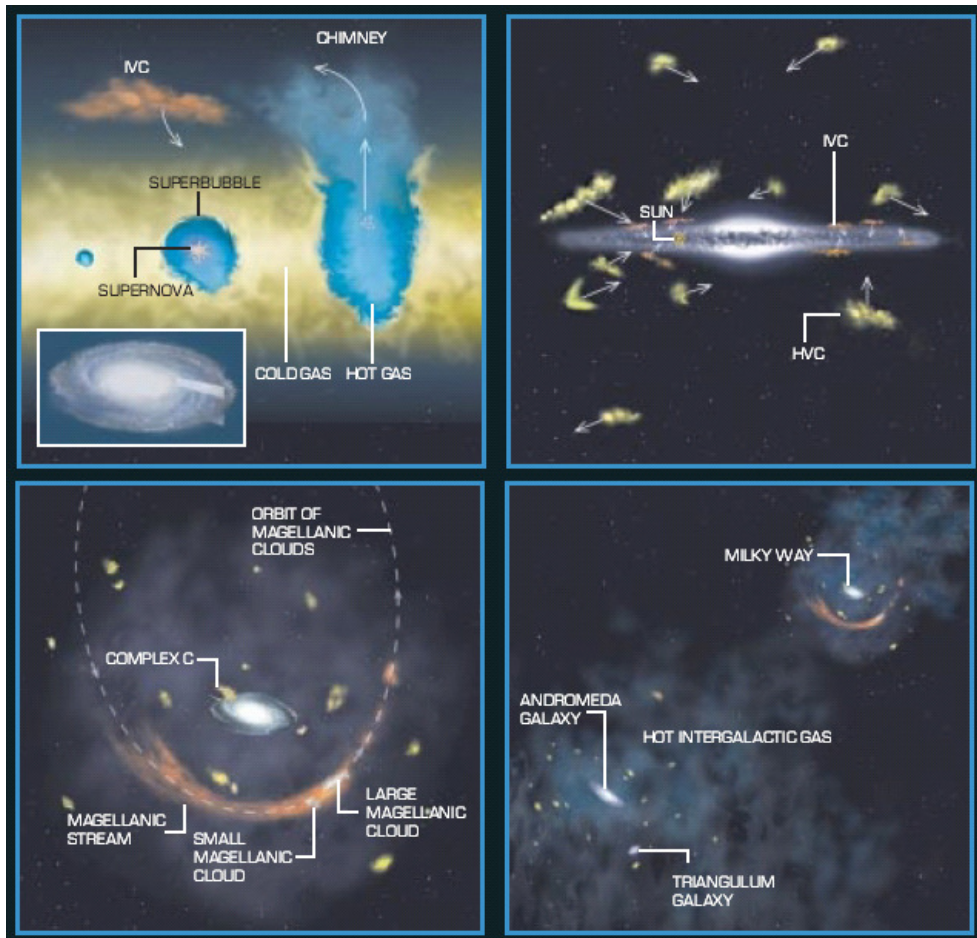 CHIMNEY
IVC
SUPERBUBBLE
SUPERNOVA
COLD GAS
HOT GAS
IVC
SUN
HVC
ORBIT OF
MAGELLANIC
CLOUDS
COMPLEX C
MAGELLANIC
STREAM
SMALL
MAGELLANIC
CLOUD
LARGE
MAGELLANIC
CLOUD
MILKY WAY
ANDROMEDA
GALAXY
HOT INTERGALACTIC GAS
TRIANGULUM
GALAXY